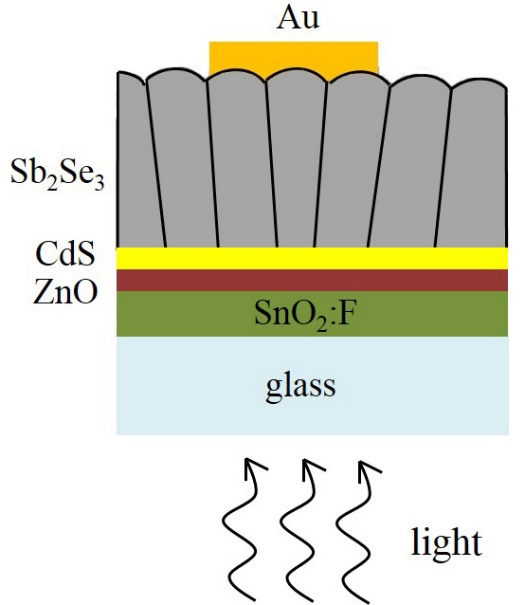 Au
Sb₂Se₃
CdS
ZnO
SnO₂:F
glass
light